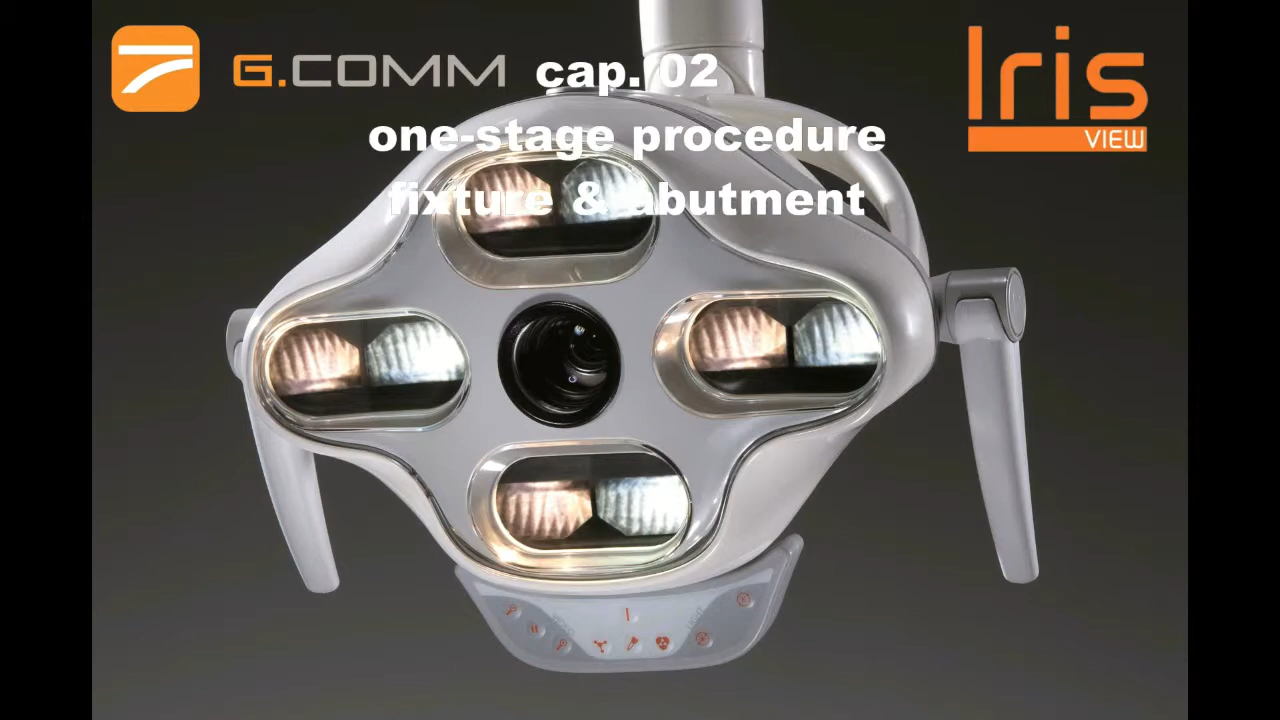 G.COMM
cap. 02
one-stage procedure
fixture & abutment
Iris
VIEW